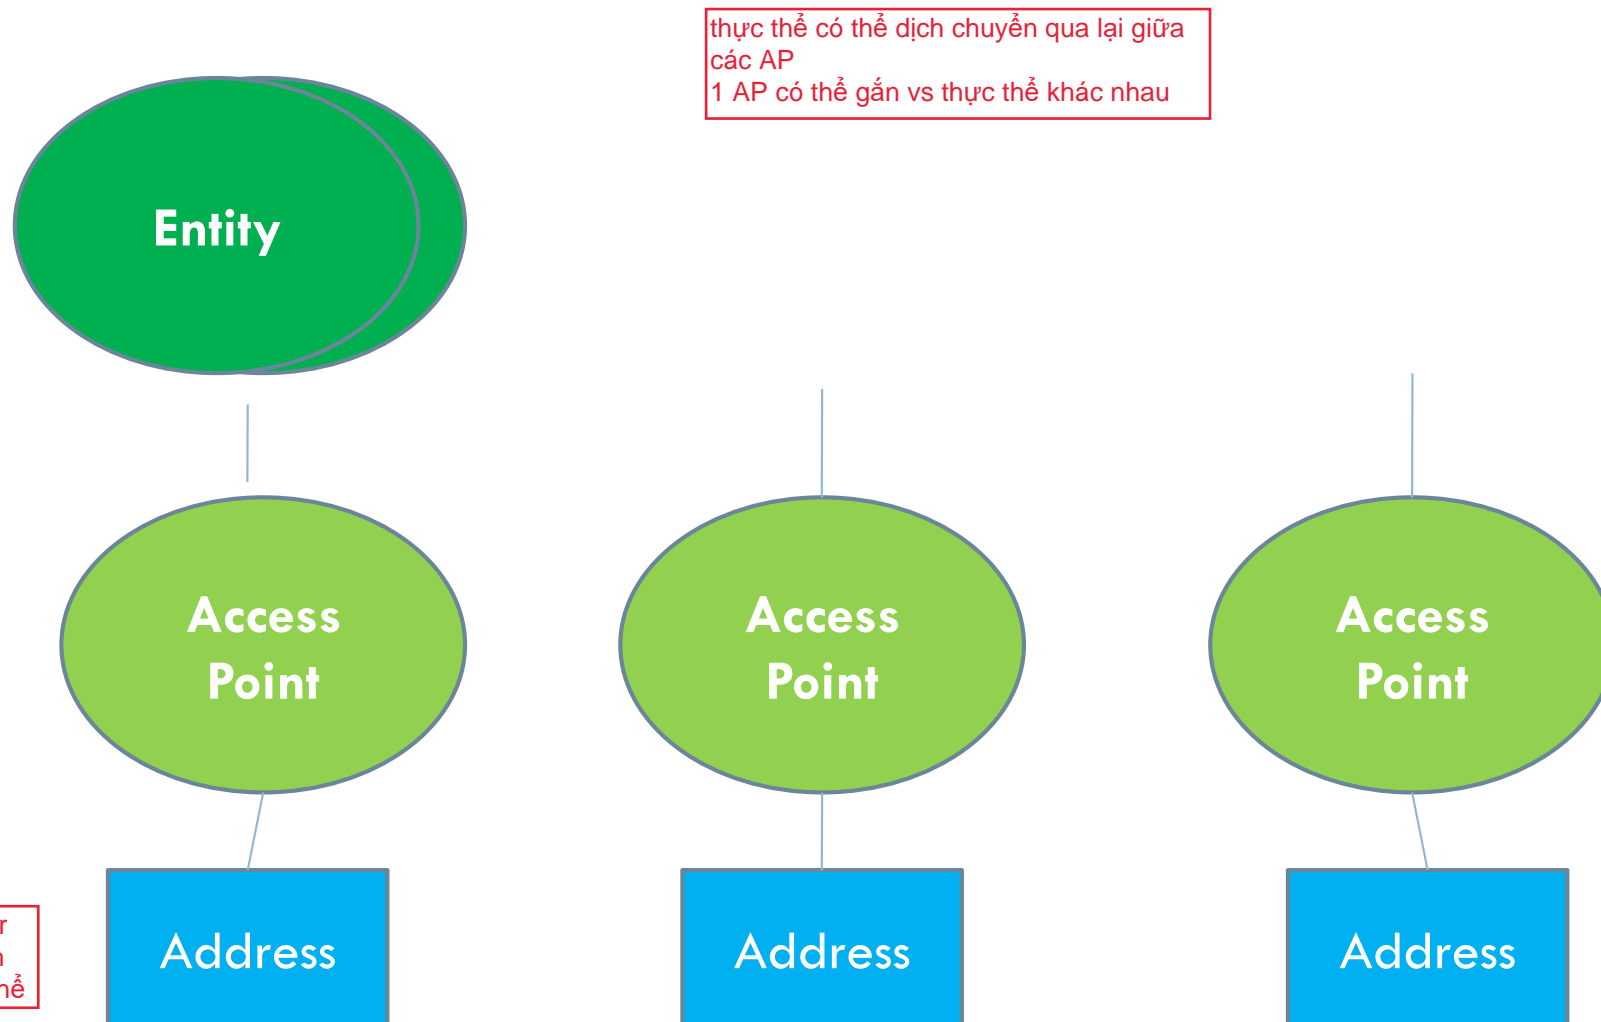 thực thể có thể dịch chuyển qua lại giữa
các AP
1 AP có thể gắn vs thực thể khác nhau
Entity
Access
Point
Access
Point
Access
Point
Address
Address
Address